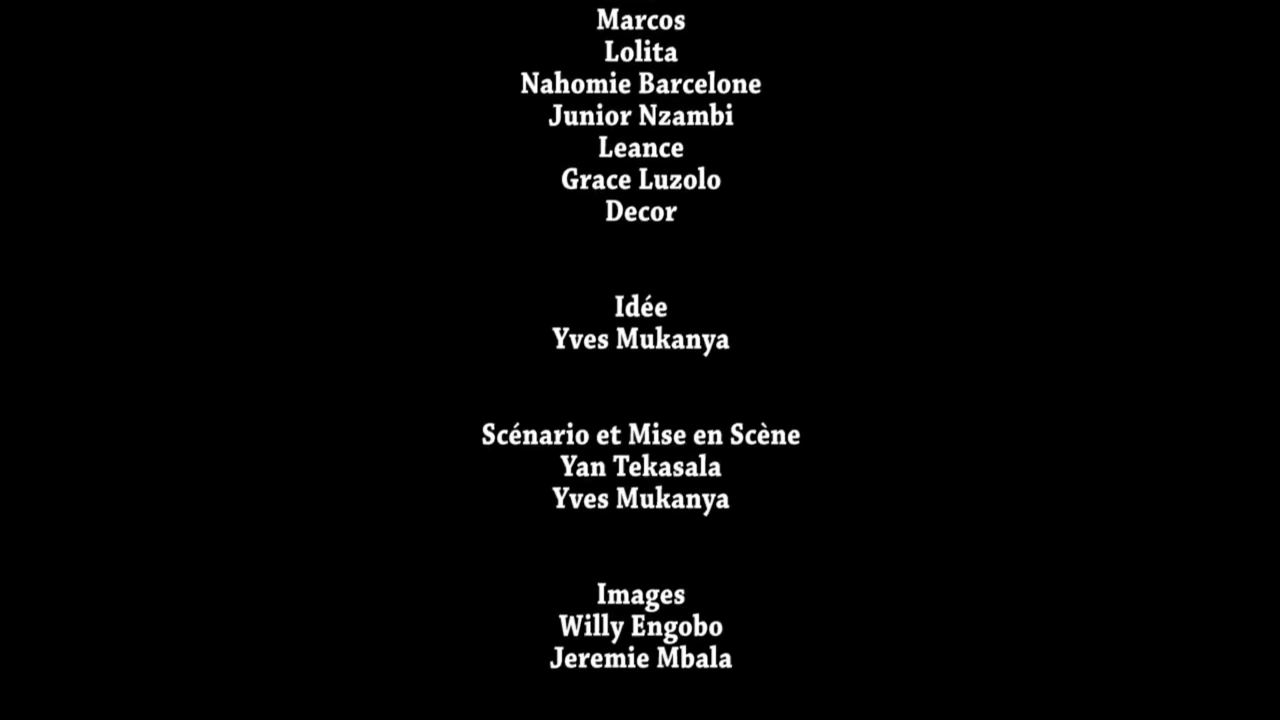 Marcos
Lolita
Nahomie Barcelone
Junior Nzambi
Leance
Grace Luzolo
Decor
Idée
Yves Mukanya
Scénario et Mise en Scène
Yan Tekasala
Yves Mukanya
Images
Willy Engobo
Jeremie Mbala